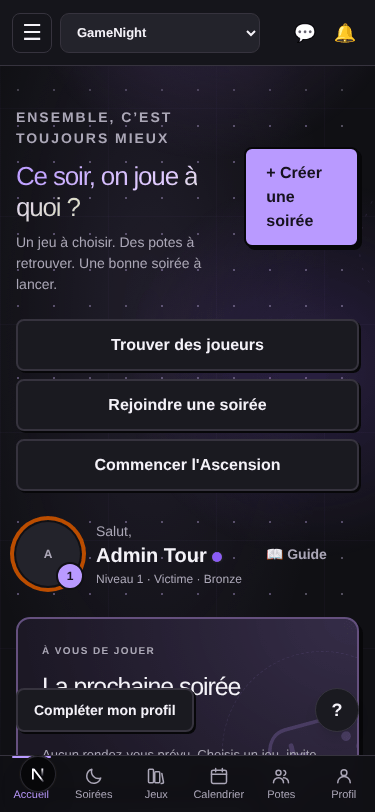 GameNight
ENSEMBLE, C'EST
TOUJOURS MIEUX
Ce soir, on joue à
quoi ?
Un jeu à choisir. Des potes à
retrouver. Une bonne soirée à
lancer.
+ Créer
une
soirée
Trouver des joueurs
Rejoindre une soirée
Commencer l'Ascension
A
1
Salut,
Admin Tour
Niveau 1 · Victime · Bronze
📖 Guide
À VOUS DE JOUER
La prochaine soirée
Compléter mon profil
?
Aucun rendez-vous prévu. Choisis un jeu, invite
N
Accueil
Soirées
Jeux
Calendrier
Potes
Profil